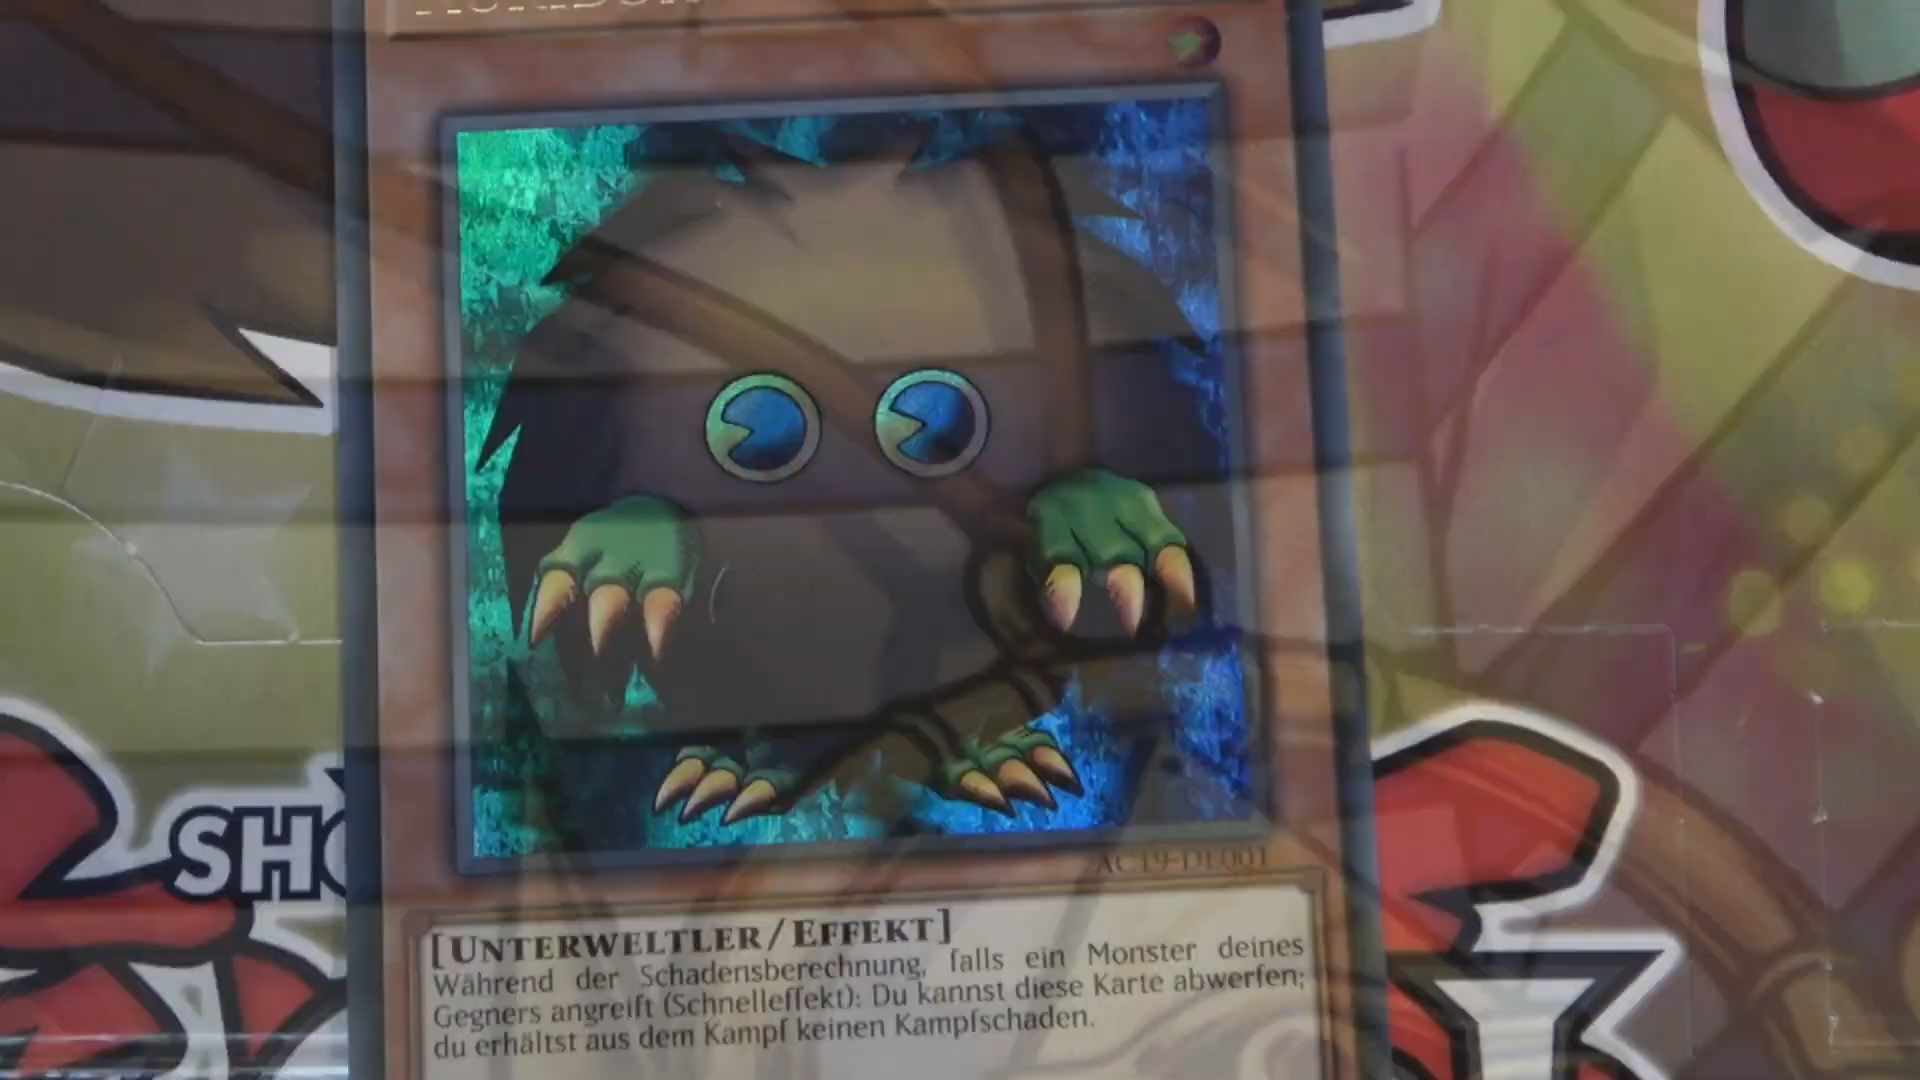 AC19-DE001
SH
[UNTERWELTLER/EFFEKT]
Während der Schadensberechnung, falls ein Monster deines
Gegners angreift (Schnelleffekt): Du kannst diese Karte abwerfen;
du erhältst aus dem Kampf keinen Kampfschaden.